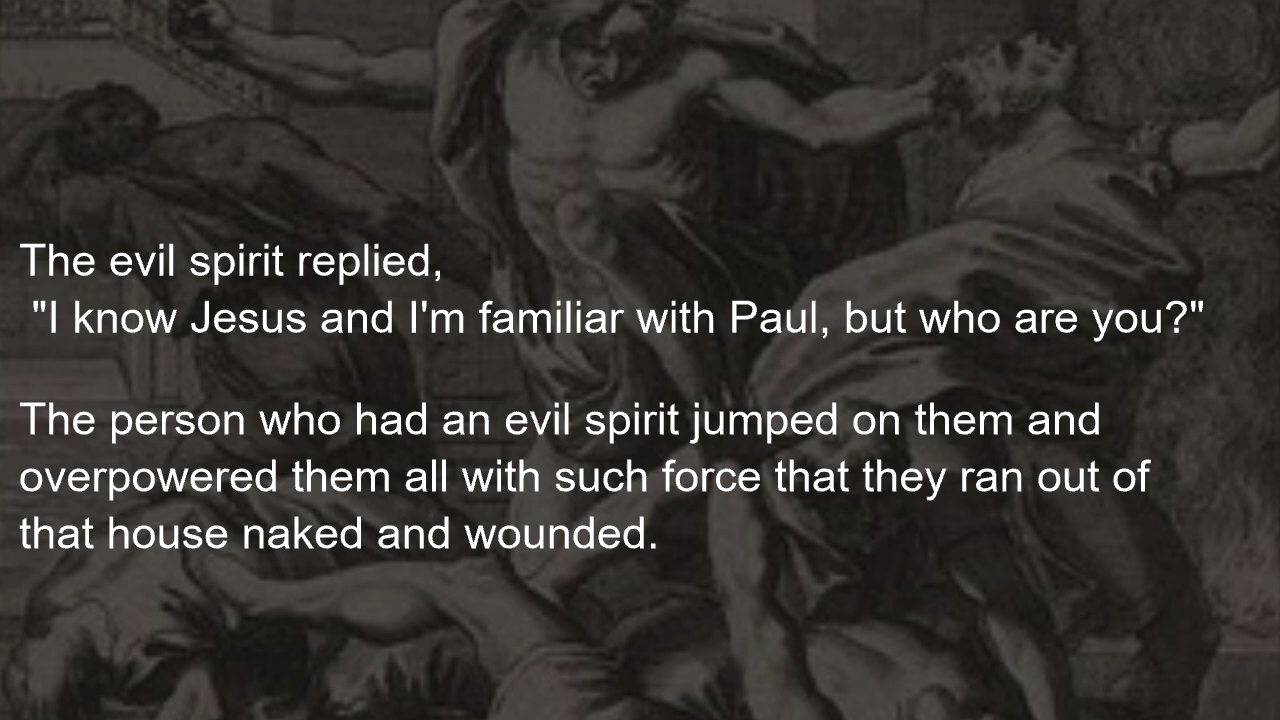 The evil spirit replied,
"I know Jesus and I'm familiar with Paul, but who are you?"
The person who had an evil spirit jumped on them and
overpowered them all with such force that they ran out of
that house naked and wounded.